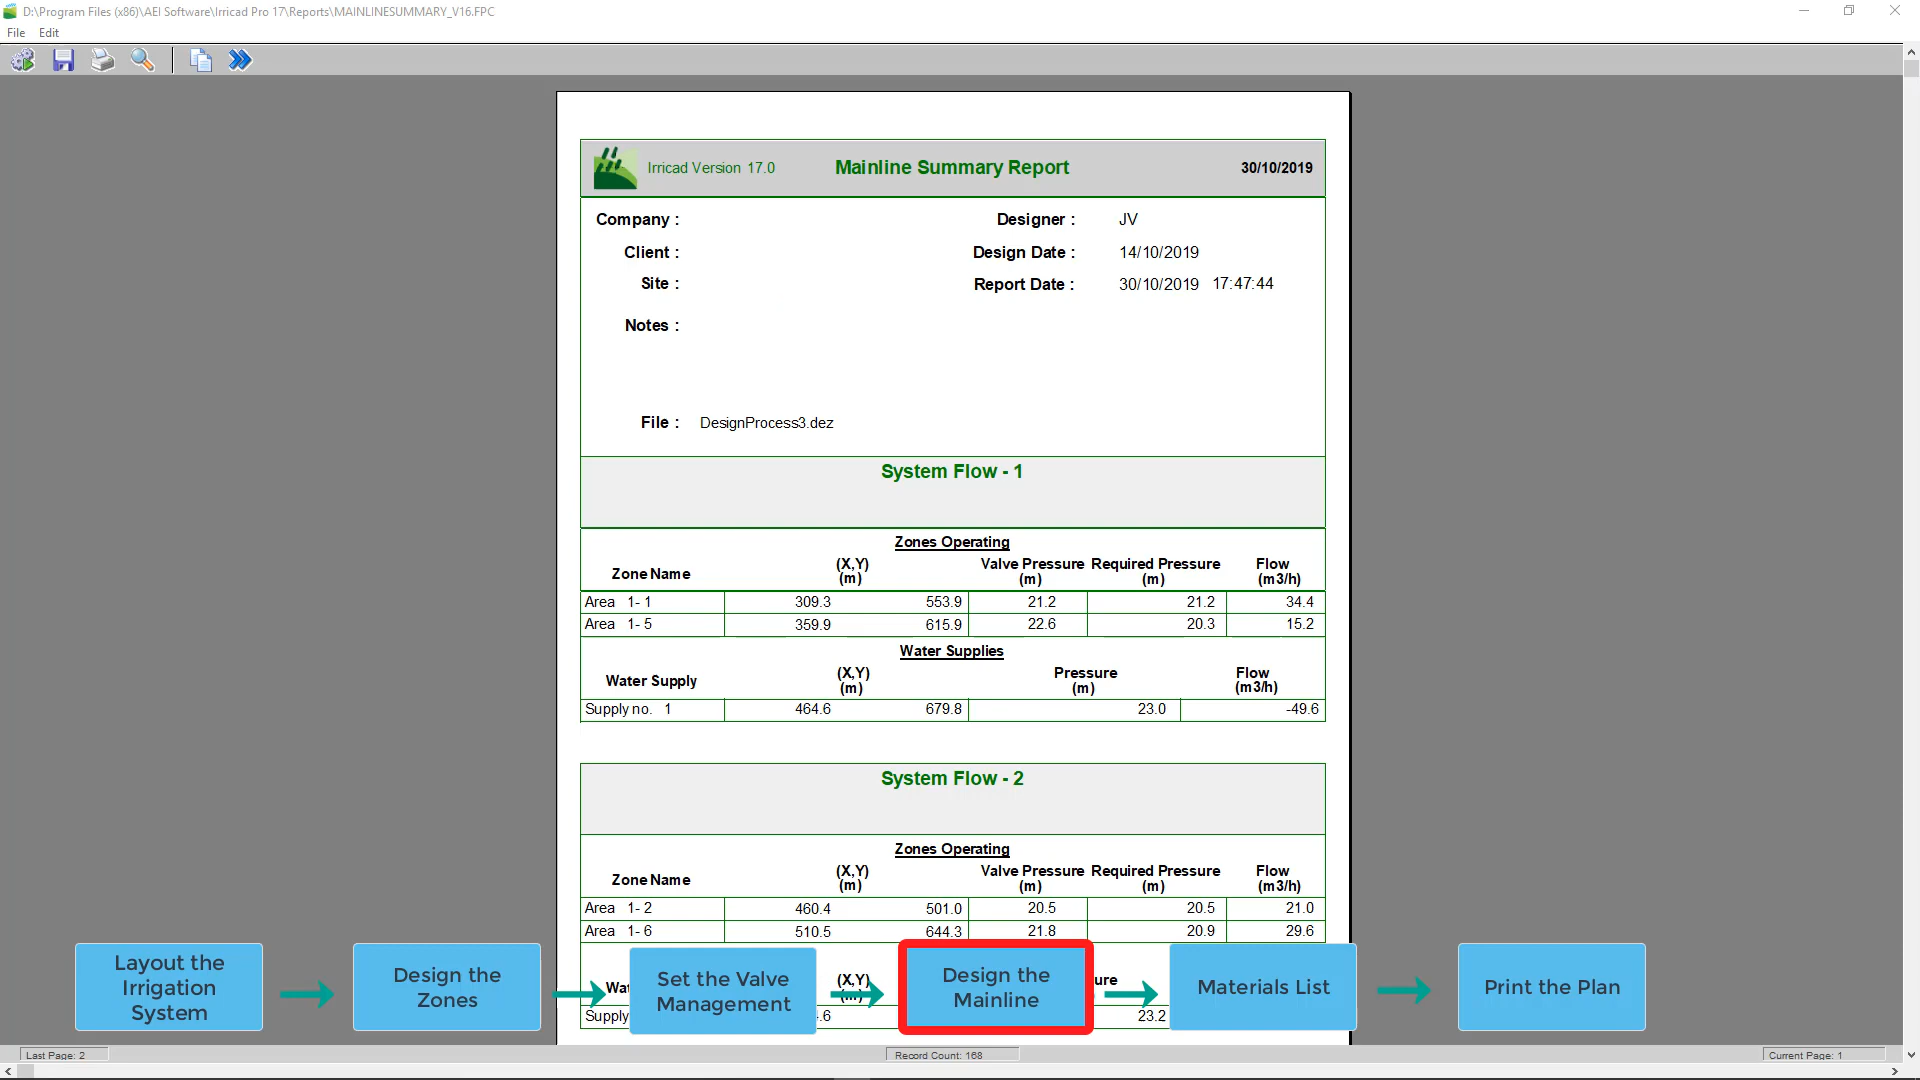 D:\Program Files (x86)\AEI Software\Irricad Pro 17\Reports\MAINLINESUMMARY_V16.FPC
File Edit
Irricad Version 17.0 Mainline Summary Report 30/10/2019
Company : Designer : JV
Client : Design Date : 14/10/2019
Site : Report Date : 30/10/2019 17:47:44
Notes :
File : DesignProcess3.dez
System Flow - 1
Zones Operating
Zone Name (X,Y) Valve Pressure Required Pressure Flow
(m) (m) (m) (m3/h)
Area 1- 1 309.3 553.9 21.2 21.2 34.4
Area 1- 5 359.9 615.9 22.6 20.3 15.2
Water Supplies
Water Supply (X,Y) Pressure Flow
(m) (m) (m3/h)
Supply no. 1 464.6 679.8 23.0 -49.6
System Flow - 2
Zones Operating
Zone Name (X,Y) Valve Pressure Required Pressure Flow
(m) (m) (m) (m3/h)
Area 1- 2 460.4 501.0 20.5 20.5 21.0
Area 1- 6 510.5 644.3 21.8 20.9 29.6
Wa (X,Y) ure
(m)
Supply .6 23.2
Layout the
Irrigation
System
Design the
Zones
Set the Valve
Management
Design the
Mainline
Materials List
Print the Plan
Last Page: 2 Record Count: 168 Current Page: 1